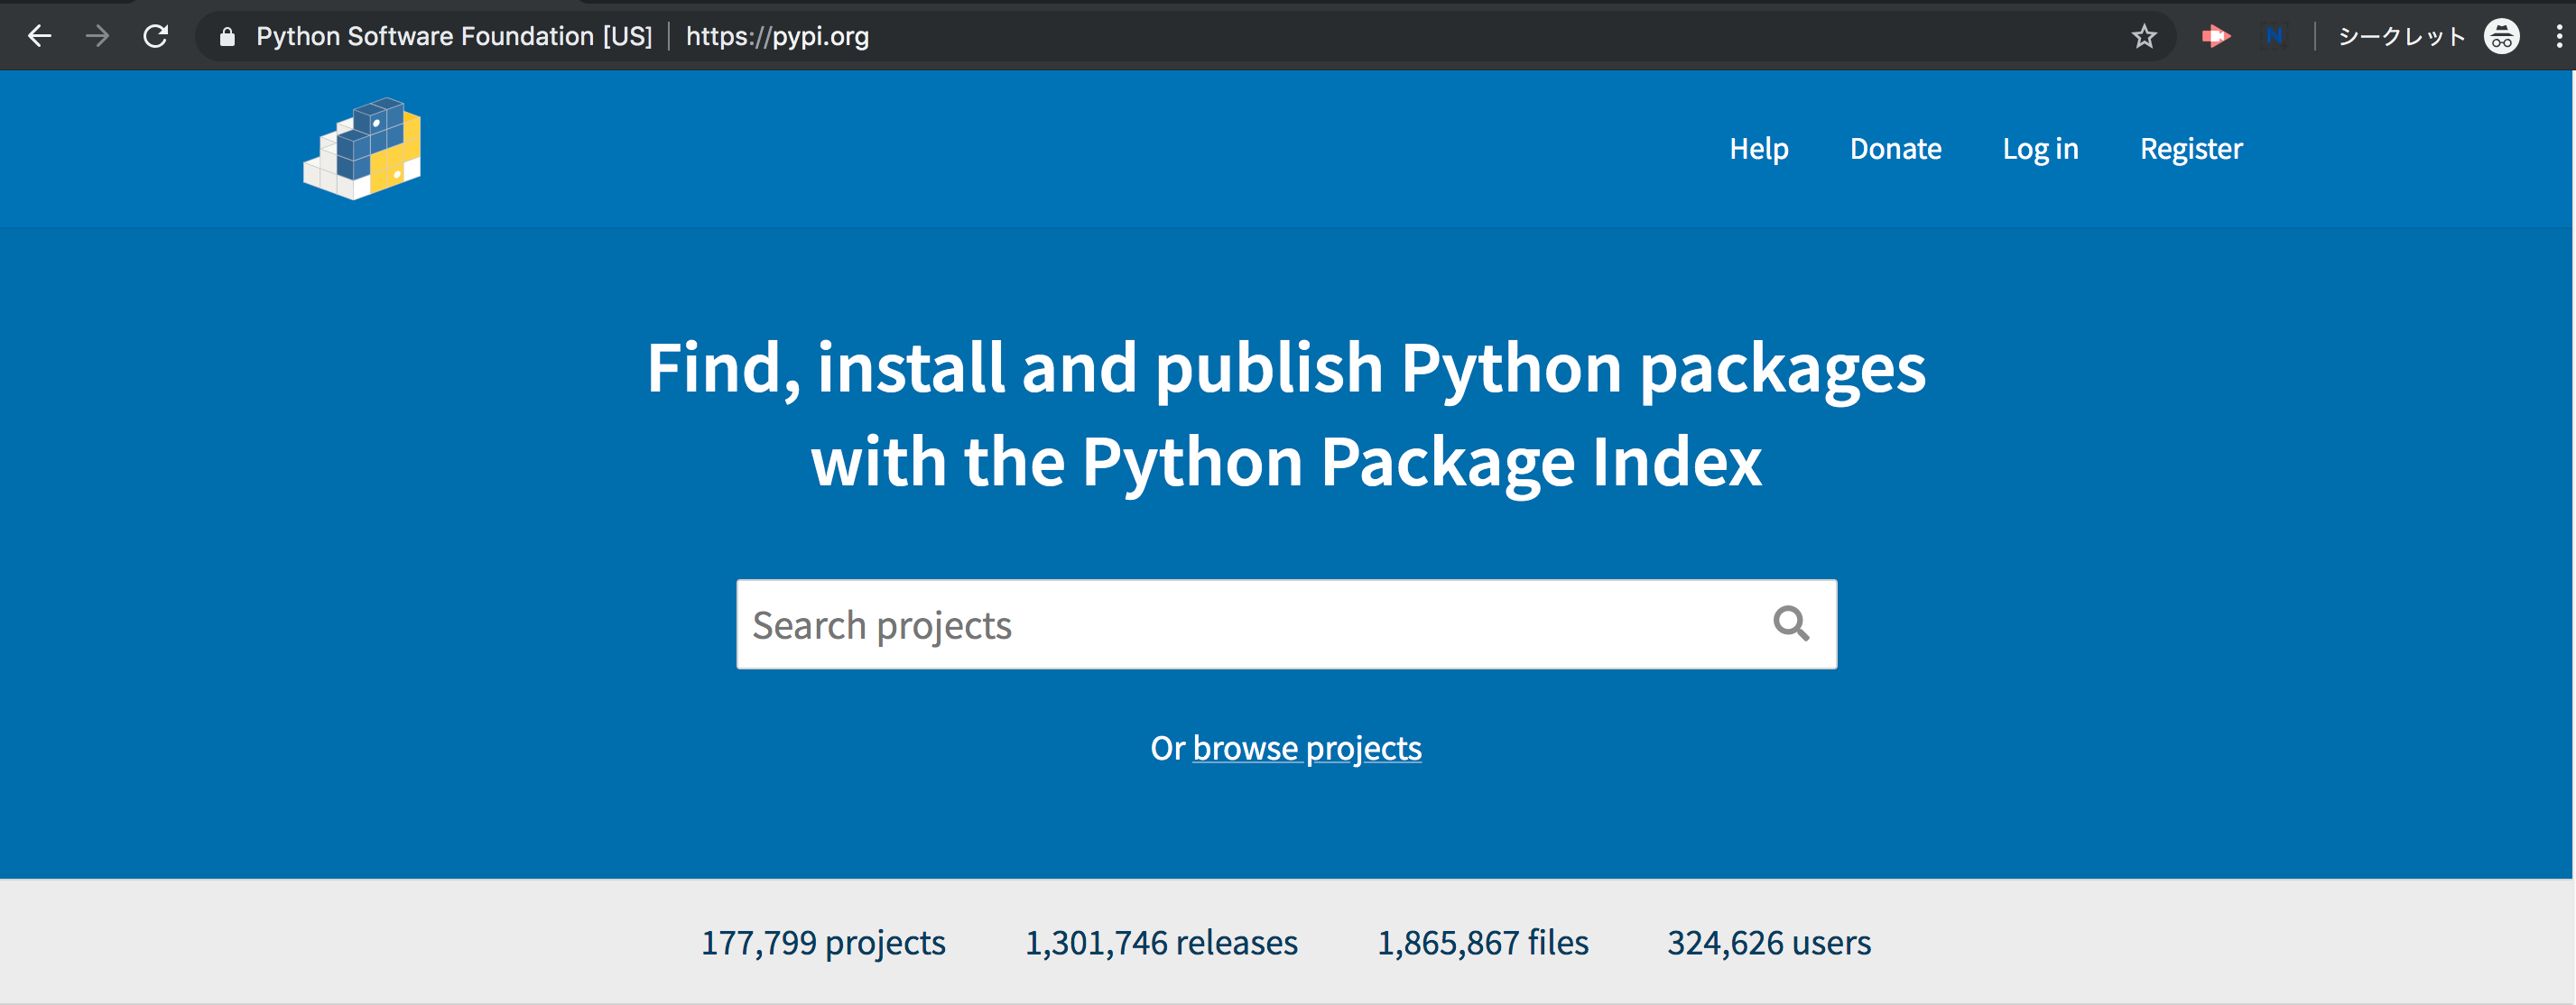 Python Software Foundation [US] https://pypi.org シークレット
Help Donate Log in Register
Find, install and publish Python packages
with the Python Package Index
Search projects
Or browse projects
177,799 projects 1,301,746 releases 1,865,867 files 324,626 users